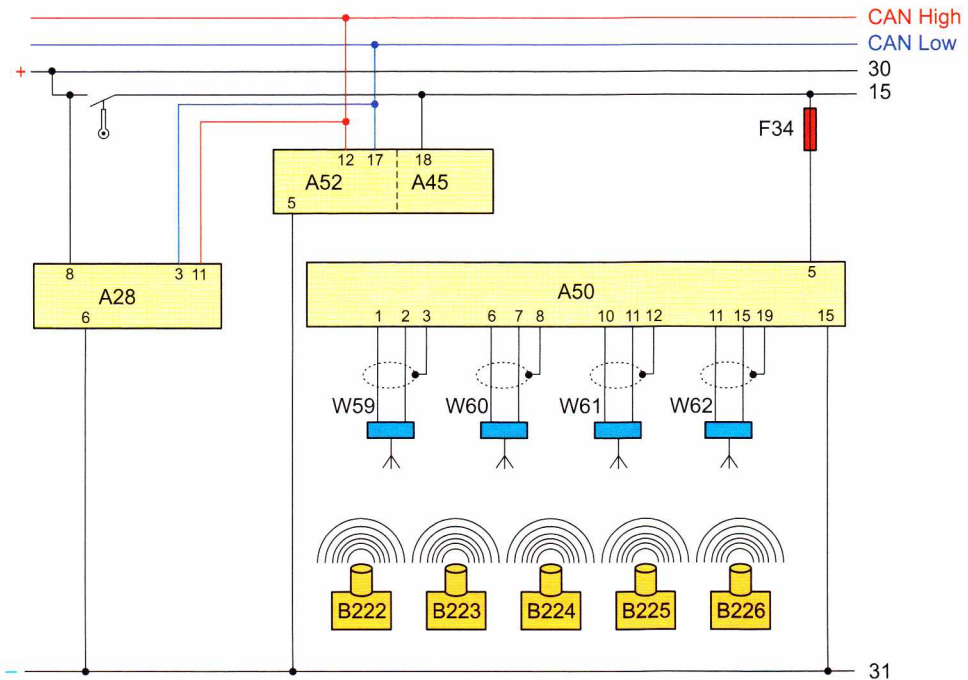 CAN High
CAN Low
+ 30
15
F34
12 17 18
A52 A45
5
8 3 11 5
A28 A50
6 1 2 3 6 7 8 10 11 12 11 15 19 15
W59 W60 W61 W62
B222 B223 B224 B225 B226
− 31